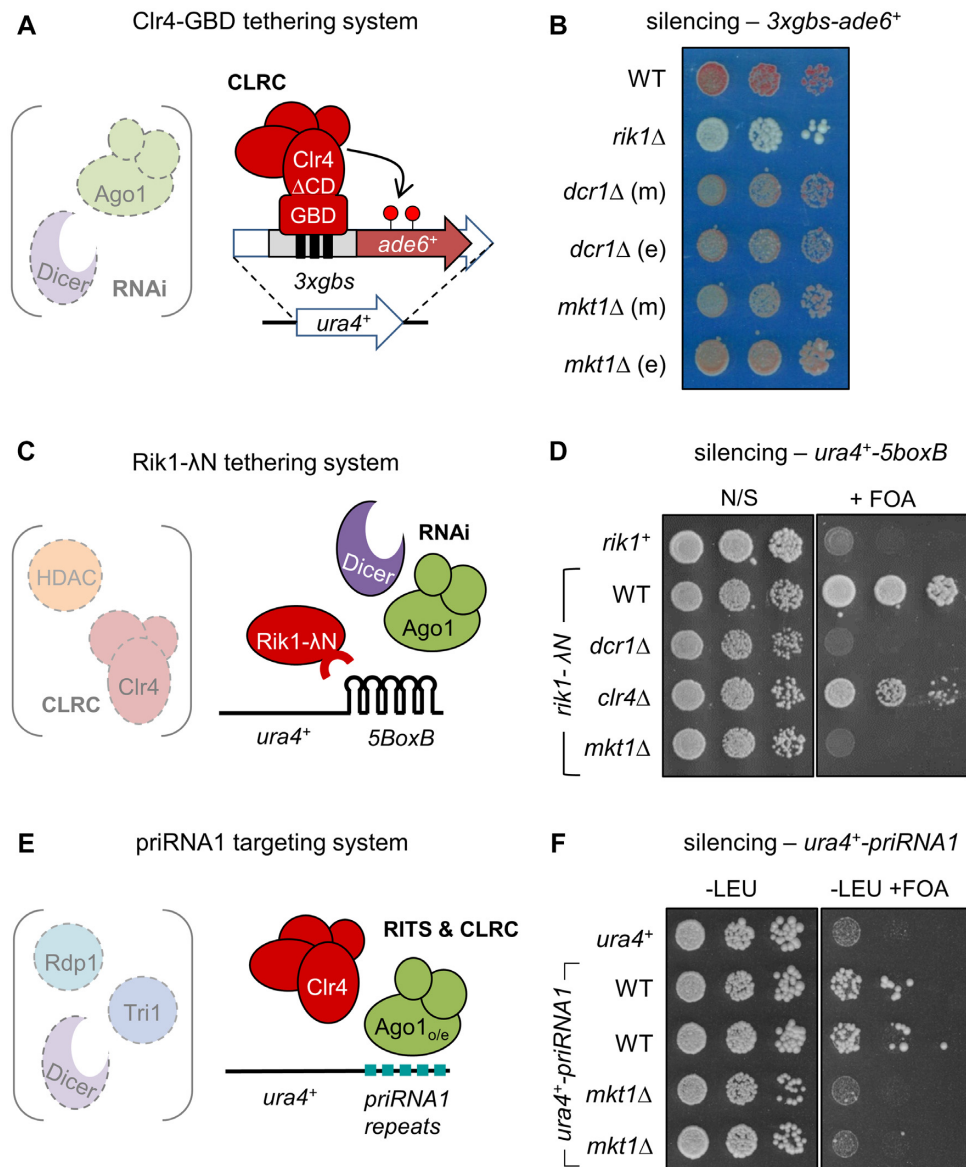 A
Clr4-GBD tethering system
CLRC
Ago1
Clr4
ΔCD
GBD
Dicer
RNAi
ade6⁺
3xgbs
ura4⁺
B
silencing – 3xgbs-ade6⁺
WT
rik1Δ
dcr1Δ (m)
dcr1Δ (e)
mkt1Δ (m)
mkt1Δ (e)
C
Rik1-λN tethering system
HDAC
Clr4
CLRC
RNAi
Dicer
Ago1
Rik1-λN
ura4⁺
5BoxB
D
silencing – ura4⁺-5boxB
N/S
+ FOA
rik1⁺
rik1- λN
WT
dcr1Δ
clr4Δ
mkt1Δ
E
priRNA1 targeting system
Rdp1
Tri1
Dicer
RITS & CLRC
Clr4
Ago1o/e
ura4⁺
priRNA1
repeats
F
silencing – ura4⁺-priRNA1
-LEU
-LEU +FOA
ura4⁺
ura4⁺-priRNA1
WT
WT
mkt1Δ
mkt1Δ